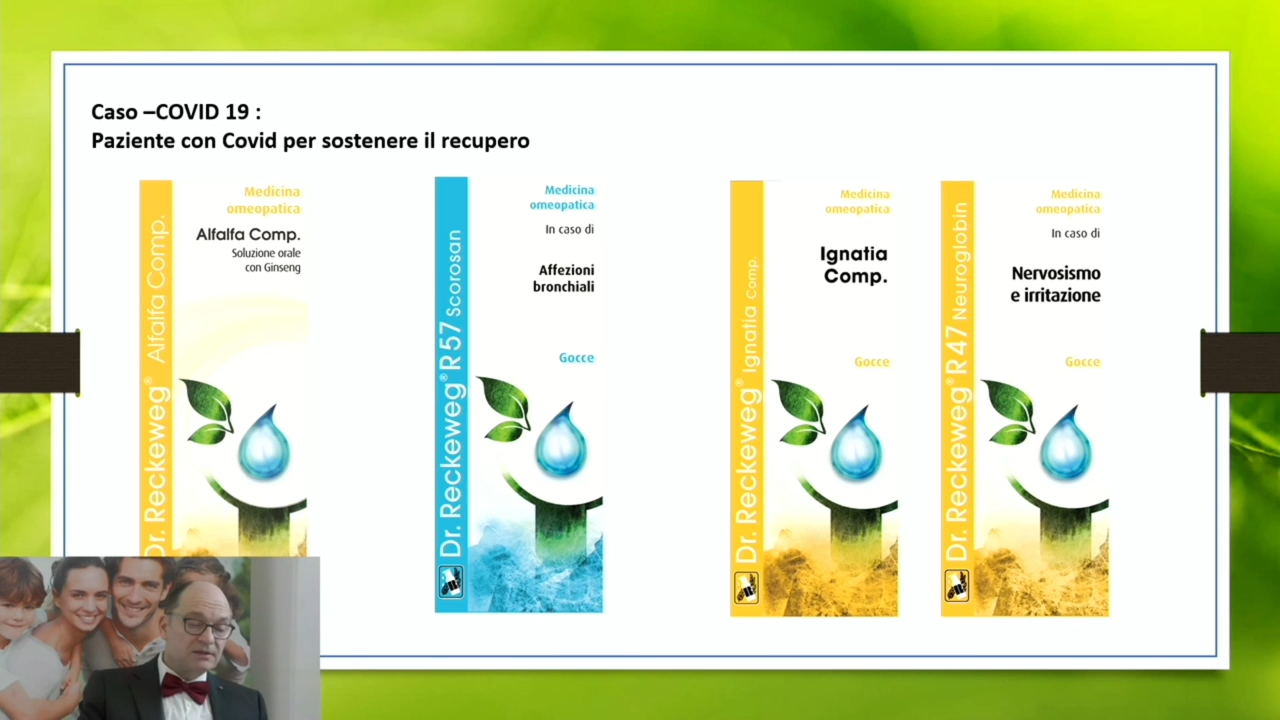 Caso –COVID 19 :
Paziente con Covid per sostenere il recupero
Medicina
omeopatica
Alfalfa Comp.
Soluzione orale
con Ginseng
Dr. Reckeweg® Alfalfa Comp.
Medicina
omeopatica
In caso di
Affezioni
bronchiali
Gocce
Dr. Reckeweg® R 57 Scorosan
Medicina
omeopatica
Ignatia
Comp.
Gocce
Dr. Reckeweg® Ignatia Comp.
Medicina
omeopatica
In caso di
Nervosismo
e irritazione
Gocce
Dr. Reckeweg® R 47 Neuroglobin